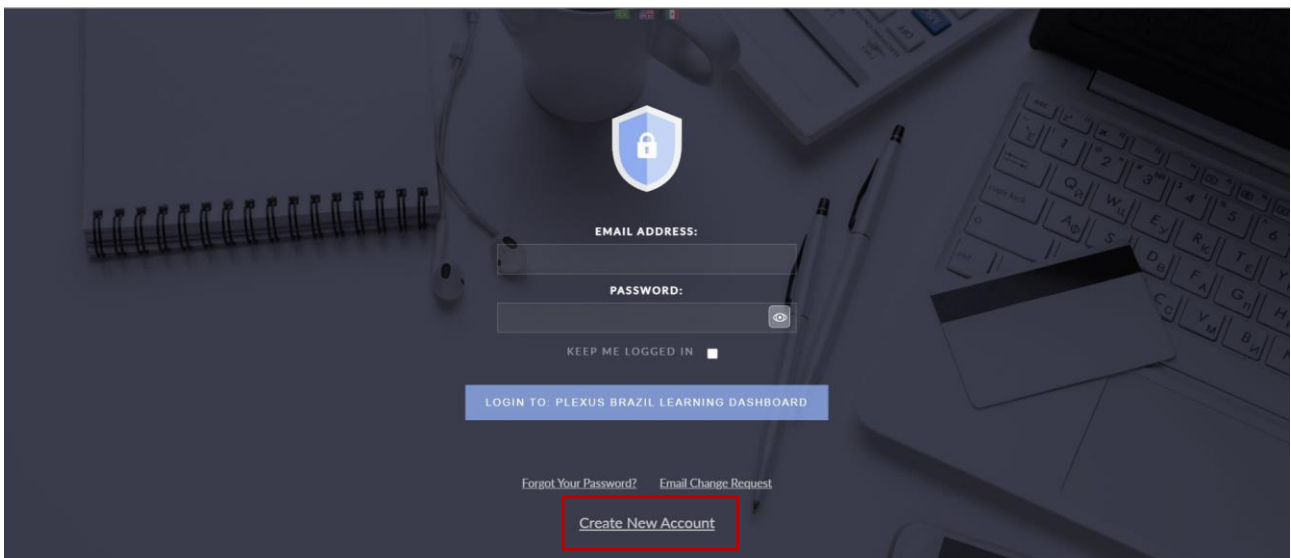 EMAIL ADDRESS:
PASSWORD:
KEEP ME LOGGED IN
LOGIN TO: PLEXUS BRAZIL LEARNING DASHBOARD
Forgot Your Password? Email Change Request
Create New Account